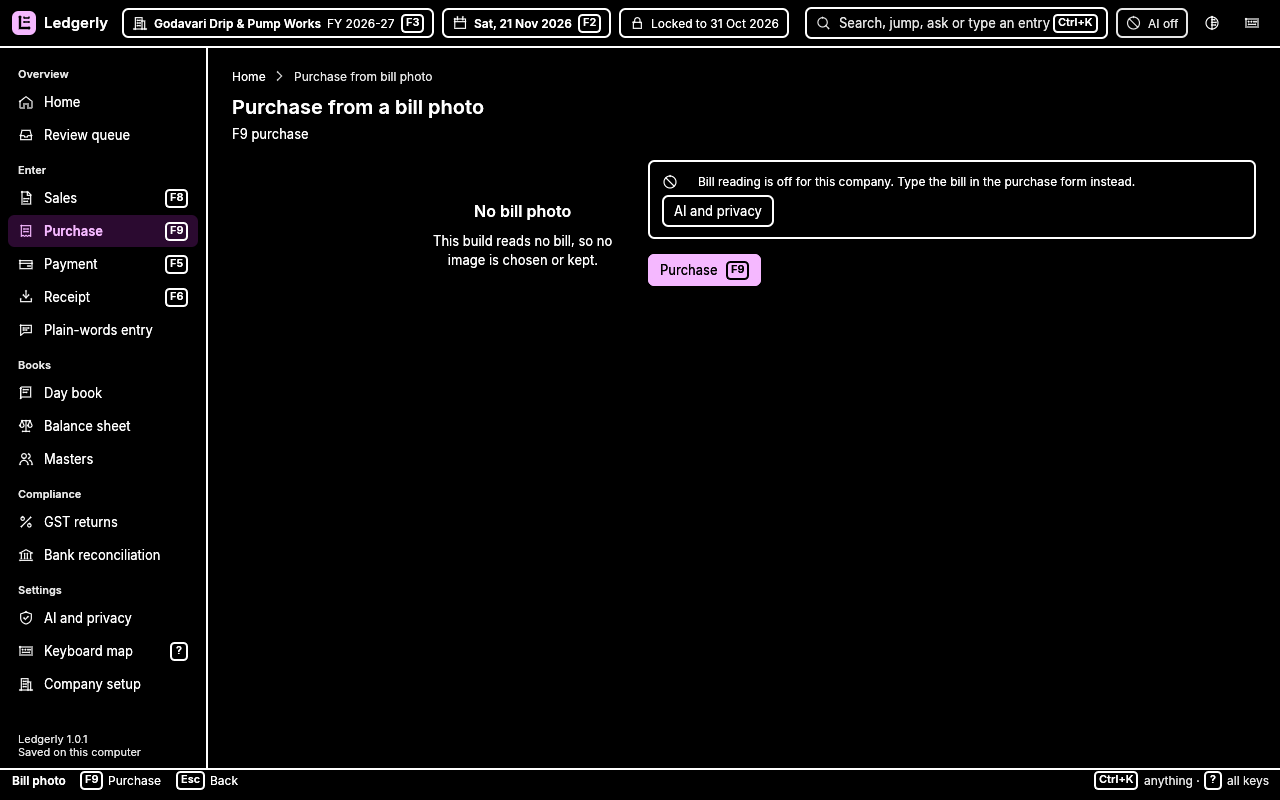 Ledgerly
Godavari Drip & Pump Works FY 2026-27 F3
Sat, 21 Nov 2026 F2
Locked to 31 Oct 2026
Search, jump, ask or type an entry Ctrl+K
AI off
Overview
Home
Review queue
Enter
Sales F8
Purchase F9
Payment F5
Receipt F6
Plain-words entry
Books
Day book
Balance sheet
Masters
Compliance
GST returns
Bank reconciliation
Settings
AI and privacy
Keyboard map ?
Company setup
Ledgerly 1.0.1
Saved on this computer
Home > Purchase from bill photo
Purchase from a bill photo
F9 purchase
No bill photo
This build reads no bill, so no
image is chosen or kept.
Bill reading is off for this company. Type the bill in the purchase form instead.
AI and privacy
Purchase F9
Bill photo F9 Purchase Esc Back
Ctrl+K anything · ? all keys